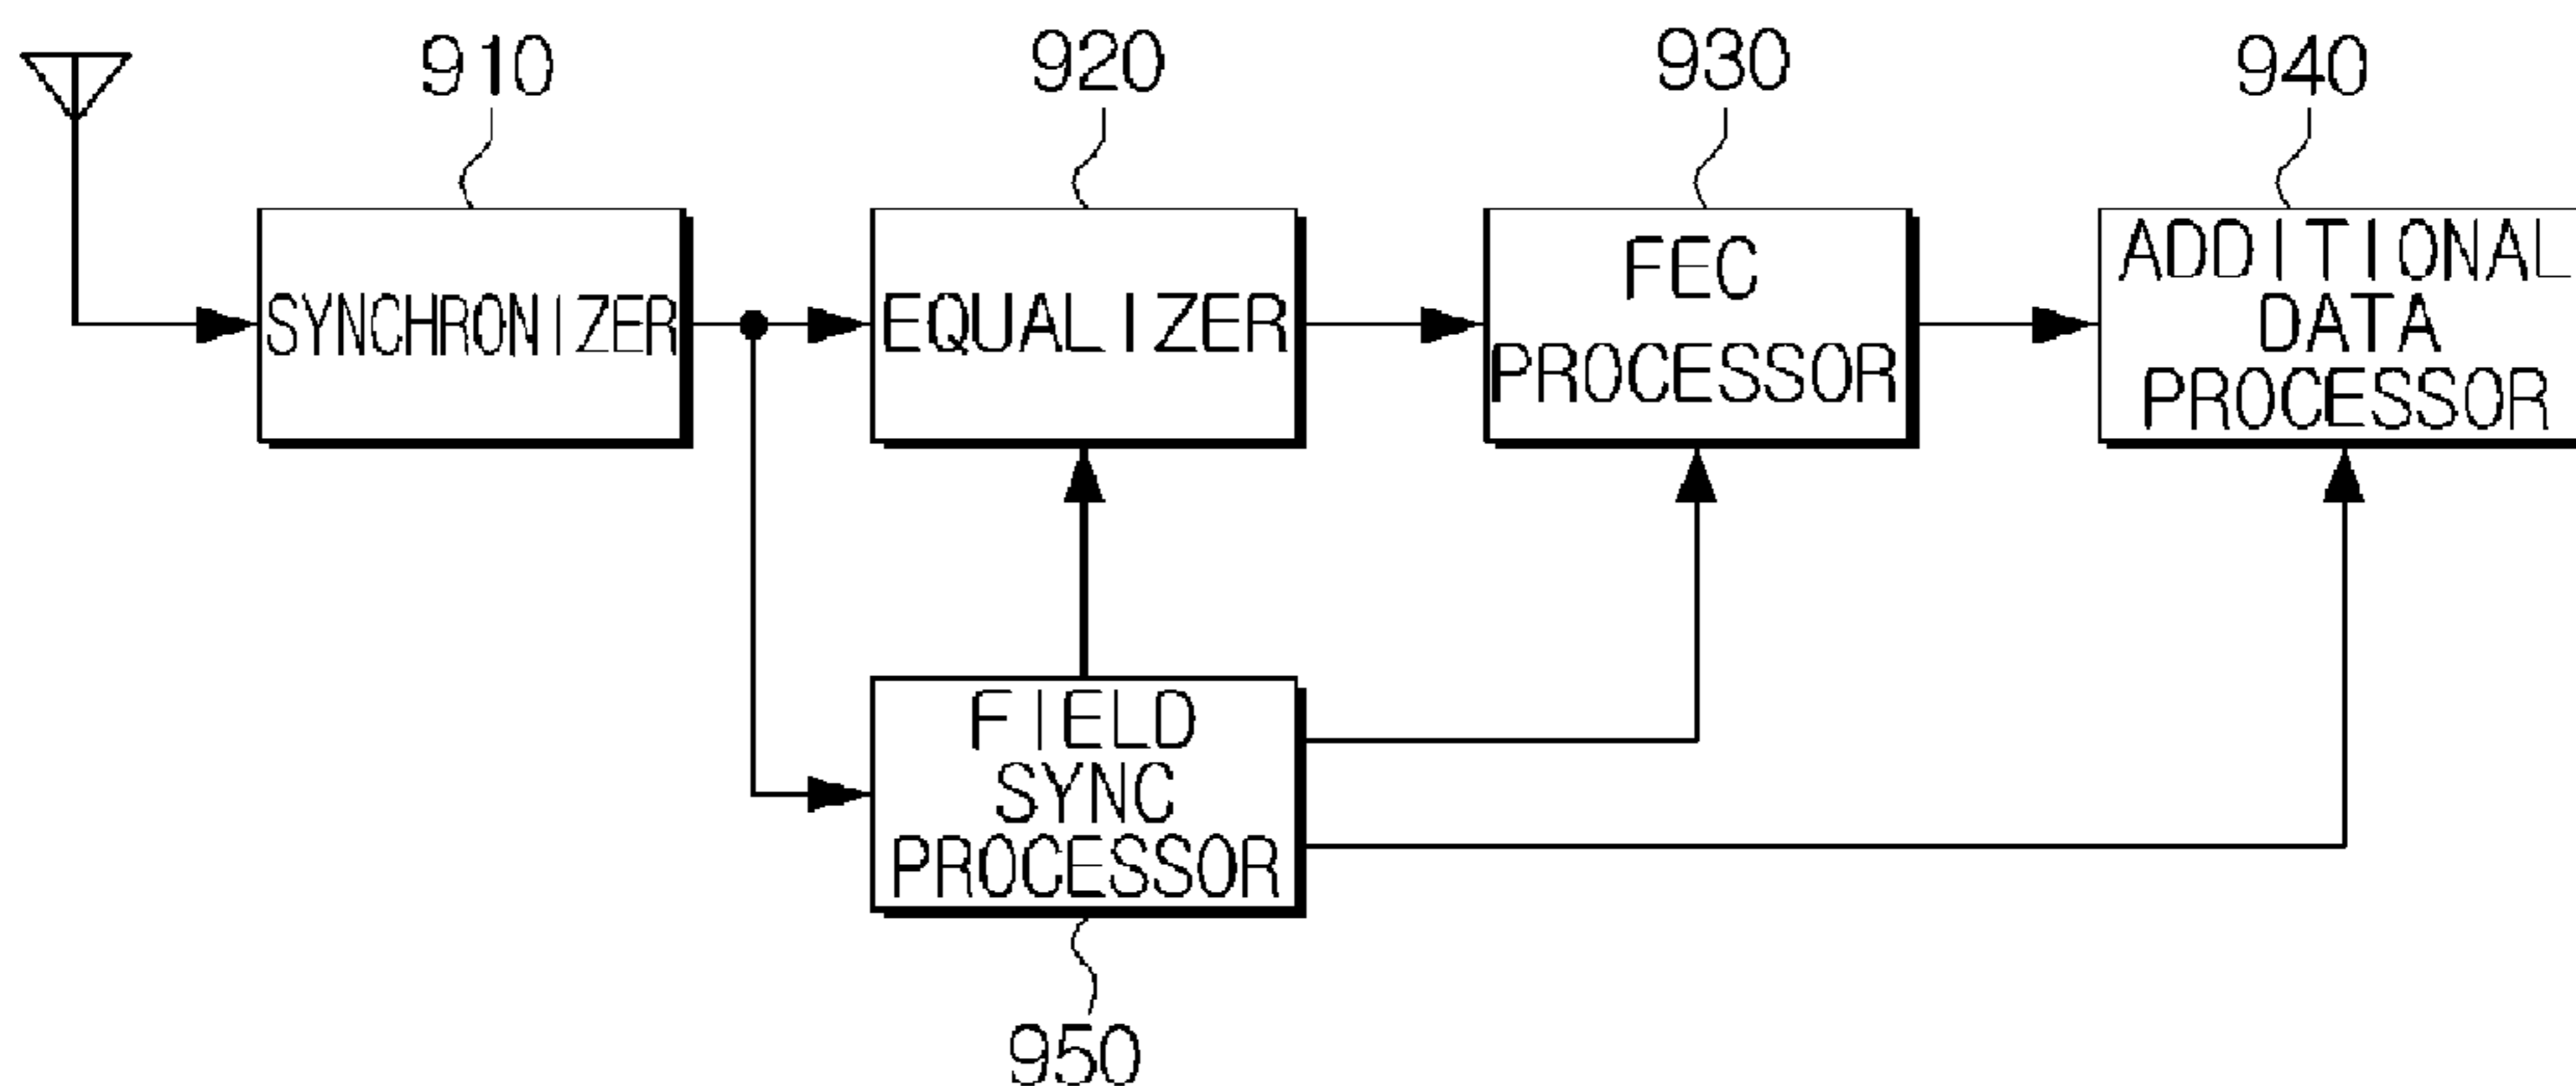 910
920
930
940
SYNCHRONIZER
EQUALIZER
FEC
PROCESSOR
ADDITIONAL
DATA
PROCESSOR
FIELD
SYNC
PROCESSOR
950